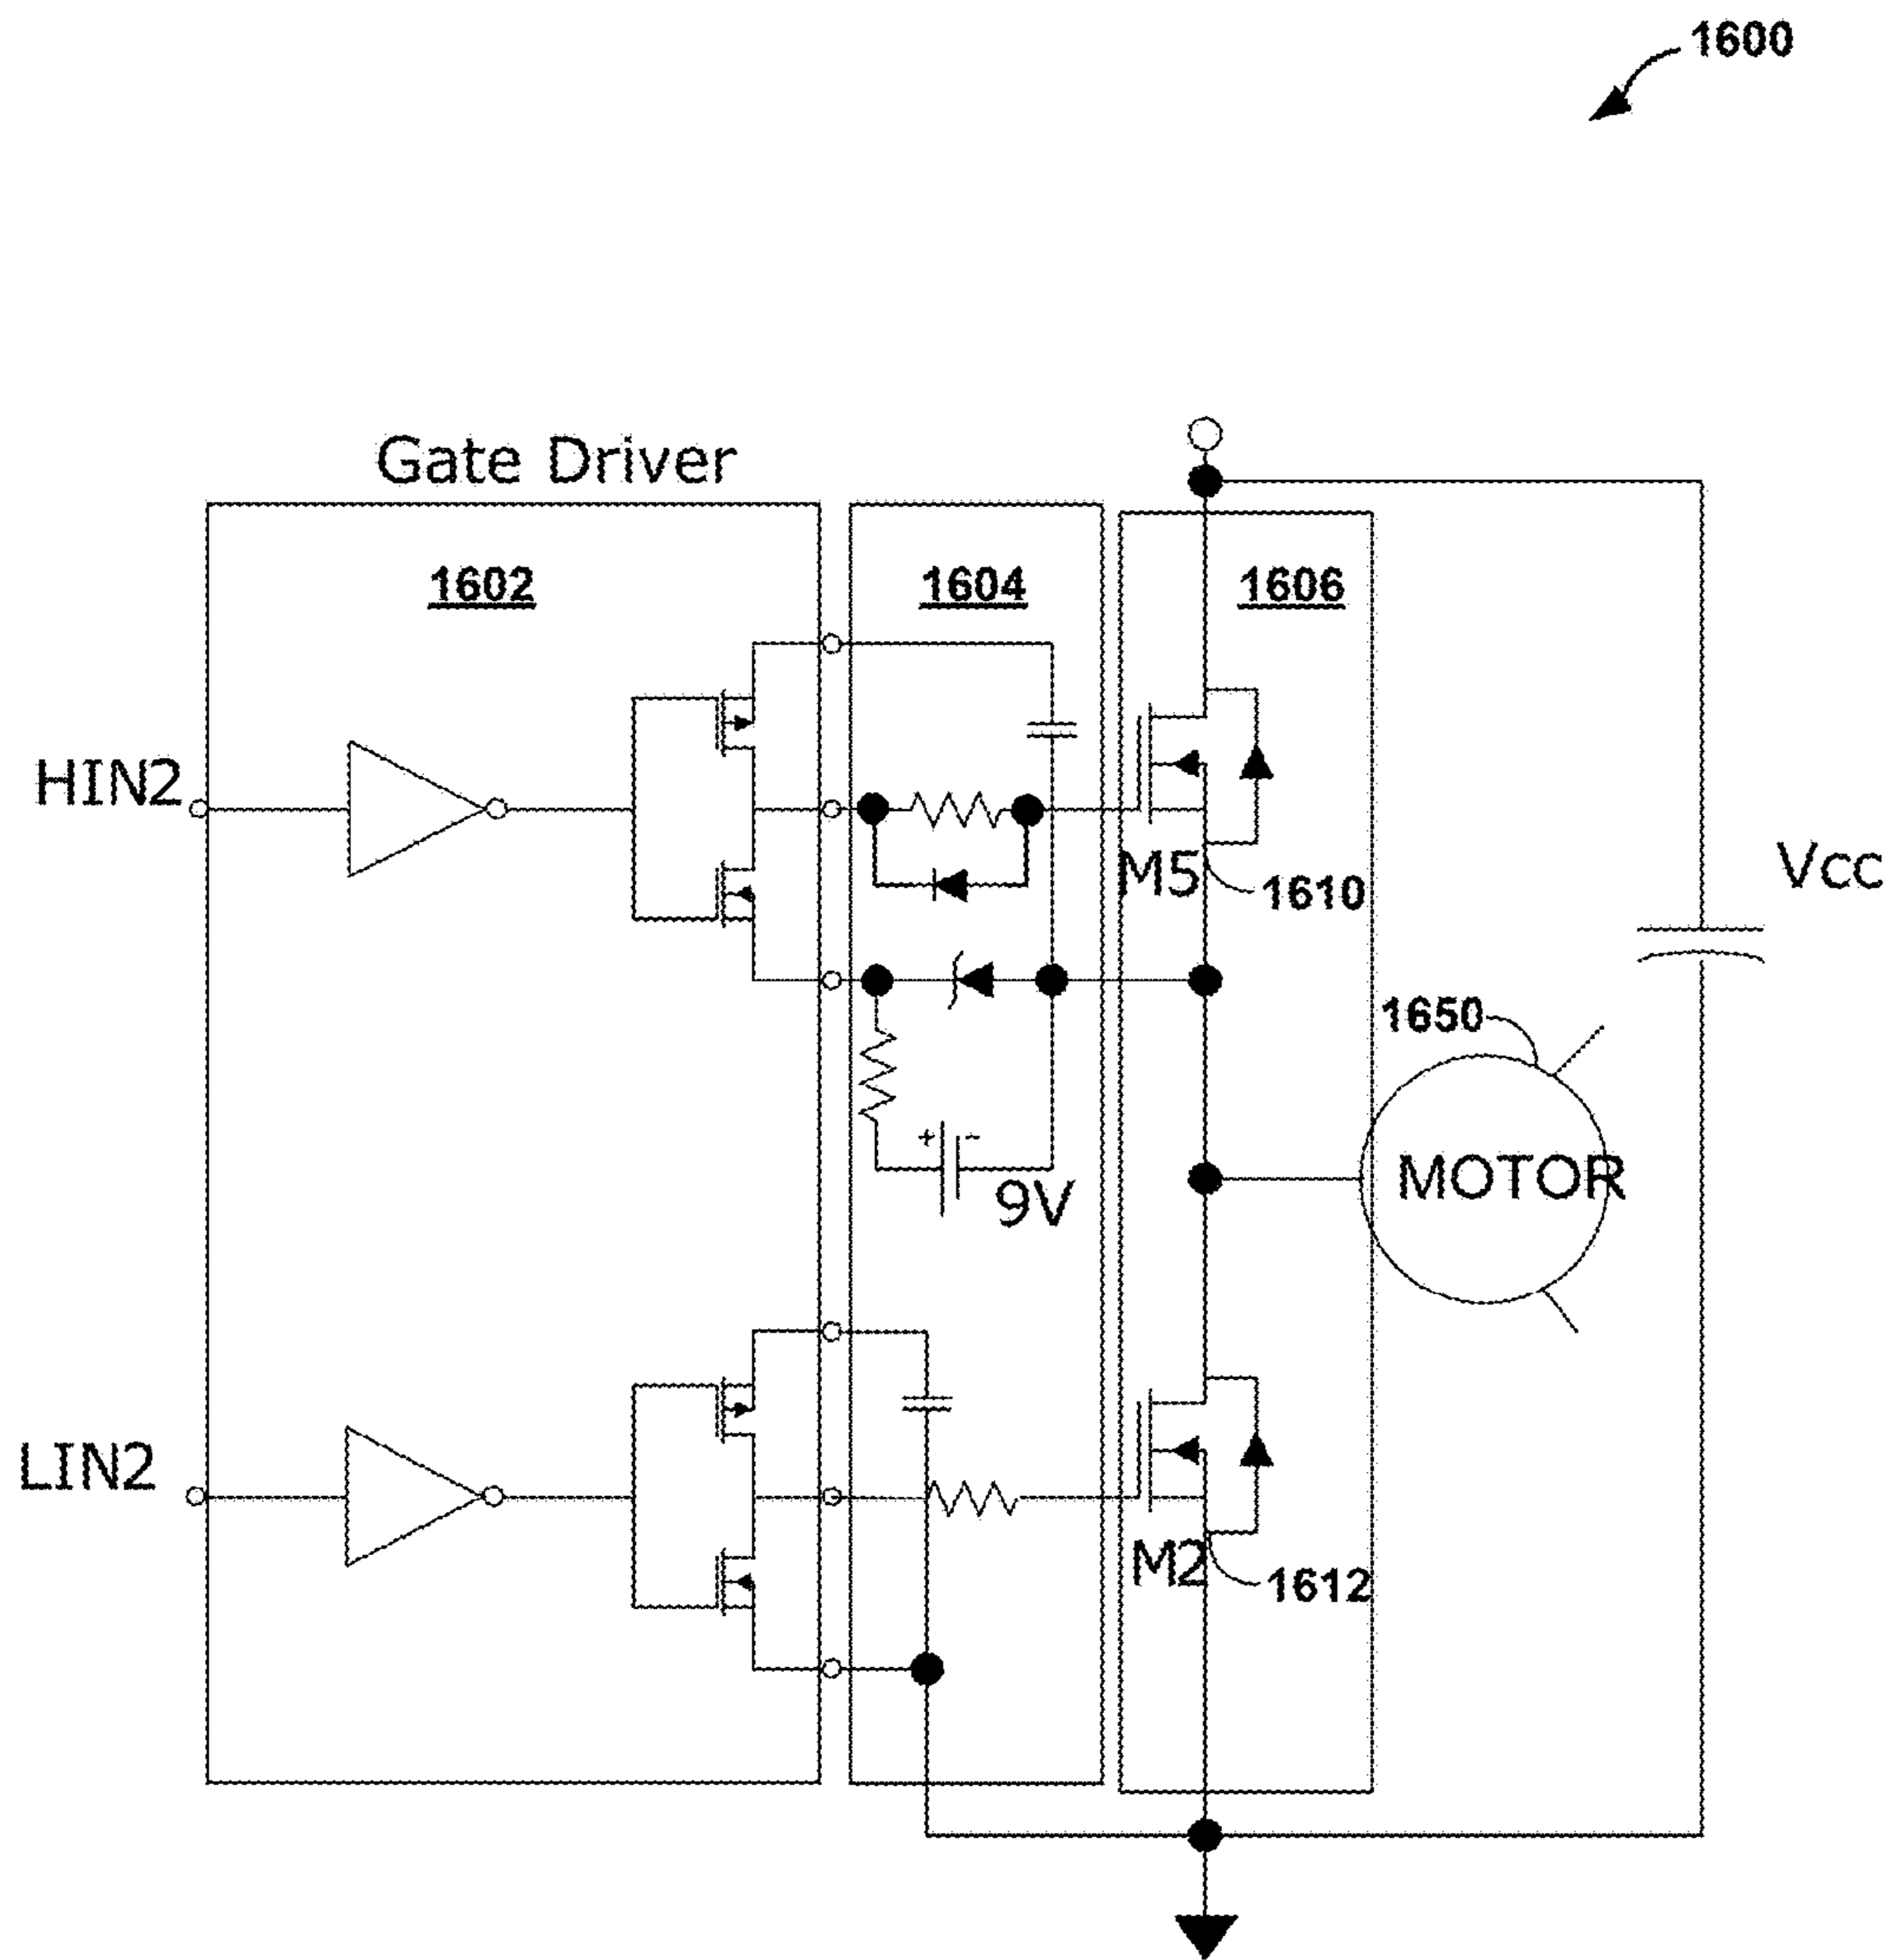 1600
Gate Driver
1602
1604
1606
HIN2
M5
1610
Vcc
1650
MOTOR
+ -
9V
LIN2
M2
1612